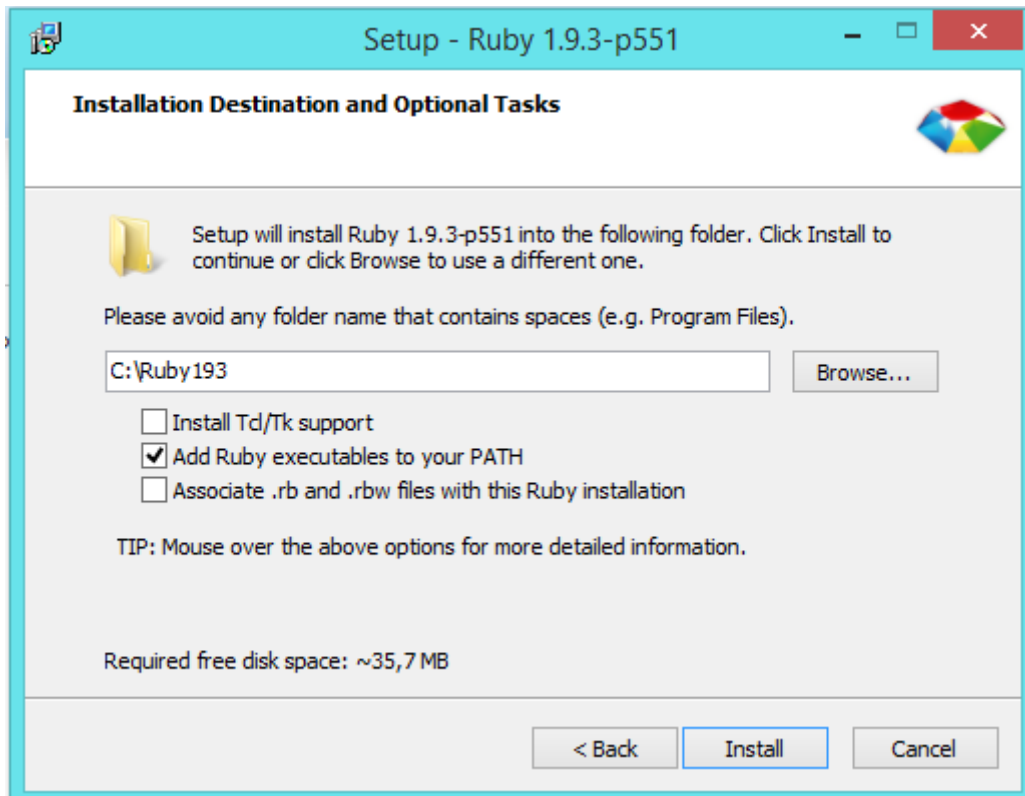 Setup - Ruby 1.9.3-p551
Installation Destination and Optional Tasks
Setup will install Ruby 1.9.3-p551 into the following folder. Click Install to
continue or click Browse to use a different one.
Please avoid any folder name that contains spaces (e.g. Program Files).
C:\Ruby193
Browse...
Install Tcl/Tk support
Add Ruby executables to your PATH
Associate .rb and .rbw files with this Ruby installation
TIP: Mouse over the above options for more detailed information.
Required free disk space: ~35,7 MB
< Back Install Cancel